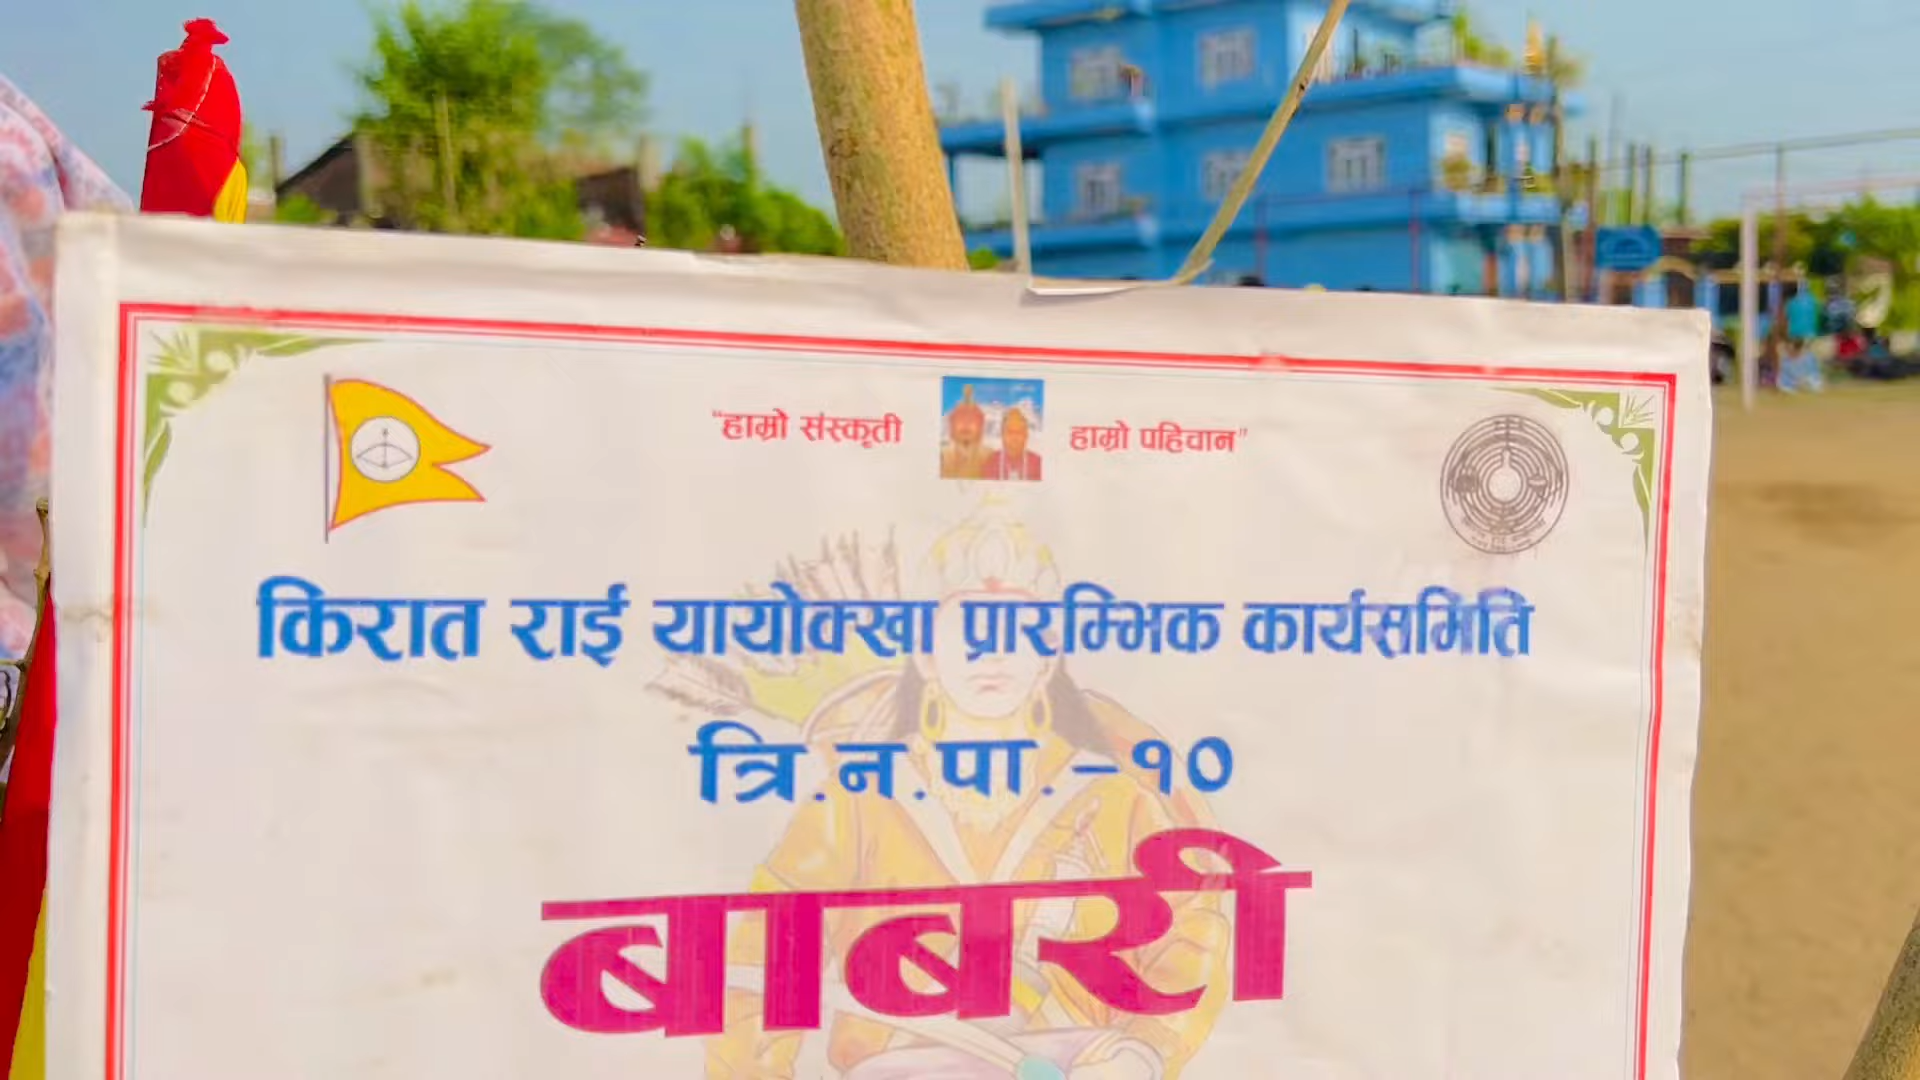 “हाम्रो संस्कृती हाम्रो पहिचान”
किरात राई यायोक्खा प्रारम्भिक कार्यसमिति
त्रि.न.पा.-१०
बाबरी